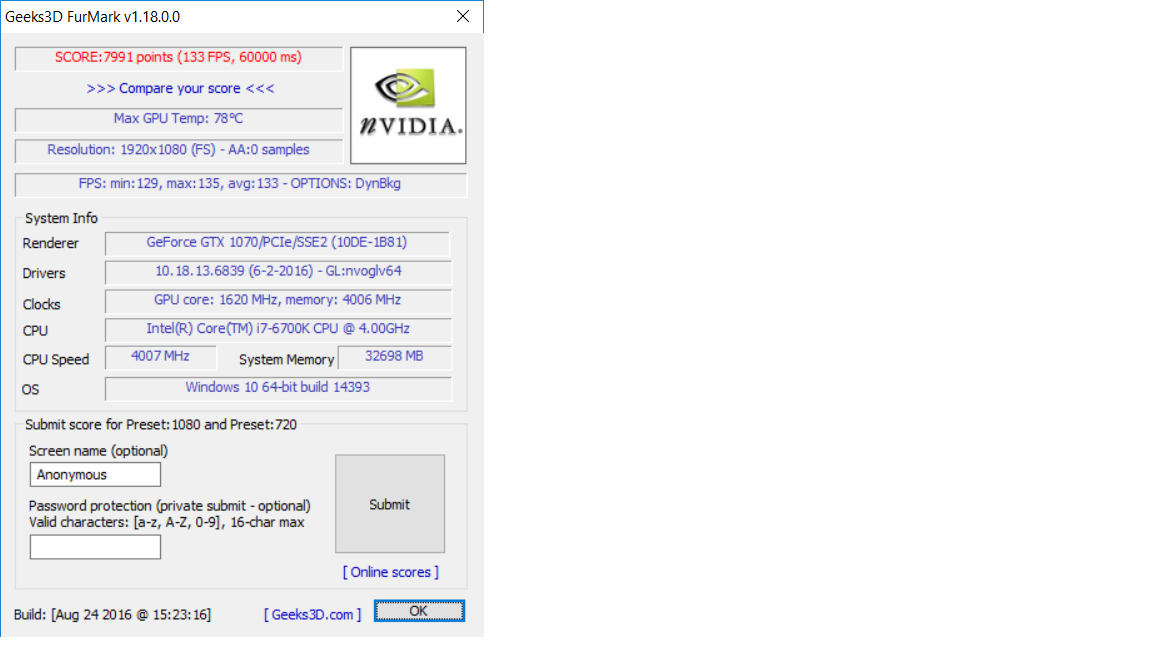 Geeks3D FurMark v1.18.0.0
SCORE:7991 points (133 FPS, 60000 ms)
>>> Compare your score <<<
Max GPU Temp: 78°C
Resolution: 1920x1080 (FS) - AA:0 samples
nVIDIA.
FPS: min:129, max:135, avg:133 - OPTIONS: DynBkg
System Info
Renderer GeForce GTX 1070/PCIe/SSE2 (10DE-1B81)
Drivers 10.18.13.6839 (6-2-2016) - GL:nvoglv64
Clocks GPU core: 1620 MHz, memory: 4006 MHz
CPU Intel(R) Core(TM) i7-6700K CPU @ 4.00GHz
CPU Speed 4007 MHz System Memory 32698 MB
OS Windows 10 64-bit build 14393
Submit score for Preset:1080 and Preset:720
Screen name (optional)
Anonymous
Password protection (private submit - optional)
Valid characters: [a-z, A-Z, 0-9], 16-char max
Submit
[ Online scores ]
Build: [Aug 24 2016 @ 15:23:16] [ Geeks3D.com ] OK